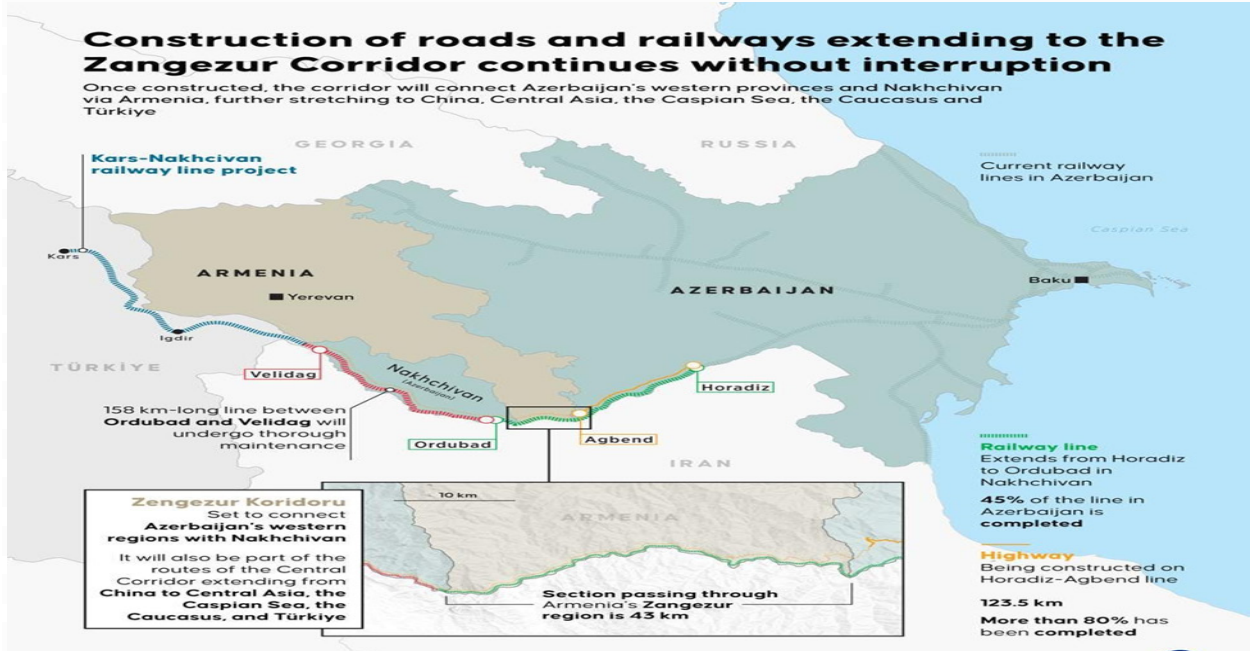 Construction of roads and railways extending to the
Zangezur Corridor continues without interruption
Once constructed, the corridor will connect Azerbaijan's western provinces and Nakhchivan
via Armenia, further stretching to China, Central Asia, the Caspian Sea, the Caucasus and
Türkiye
GEORGIA
RUSSIA
Kars-Nakhcivan
railway line project
Current railway
lines in Azerbaijan
Caspian Sea
Kars
ARMENIA
Yerevan
AZERBAIJAN
Baku
Igdir
TÜRKİYE
Velidag
Nakhchivan
(Azerbaijan)
Horadiz
158 km-long line between
Ordubad and Velidag will
undergo thorough
maintenance
Ordubad
Agbend
IRAN
Railway line
Extends from Horadiz
to Ordubad in
Nakhchivan
45% of the line in
Azerbaijan is
completed
Zengezur Koridoru
Set to connect
Azerbaijan's western
regions with Nakhchivan
It will also be part of the
routes of the Central
Corridor extending from
China to Central Asia, the
Caspian Sea, the
Caucasus, and Türkiye
10 km
ARMENIA
Section passing through
Armenia's Zangezur
region is 43 km
Highway
Being constructed on
Horadiz-Agbend line
123.5 km
More than 80% has
been completed